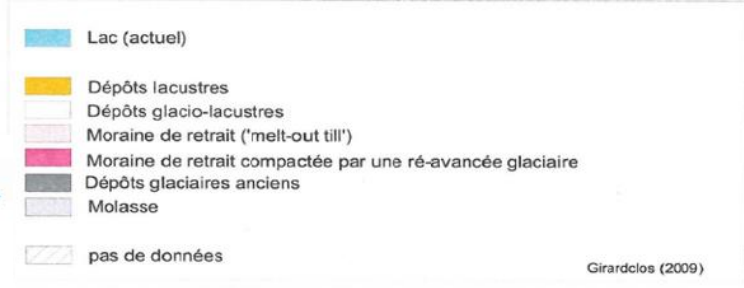 Lac (actuel)
Dépôts lacustres
Dépôts glacio-lacustres
Moraine de retrait ('melt-out till')
Moraine de retrait compactée par une ré-avancée glaciaire
Dépôts glaciaires anciens
Molasse
pas de données
Girardclos (2009)